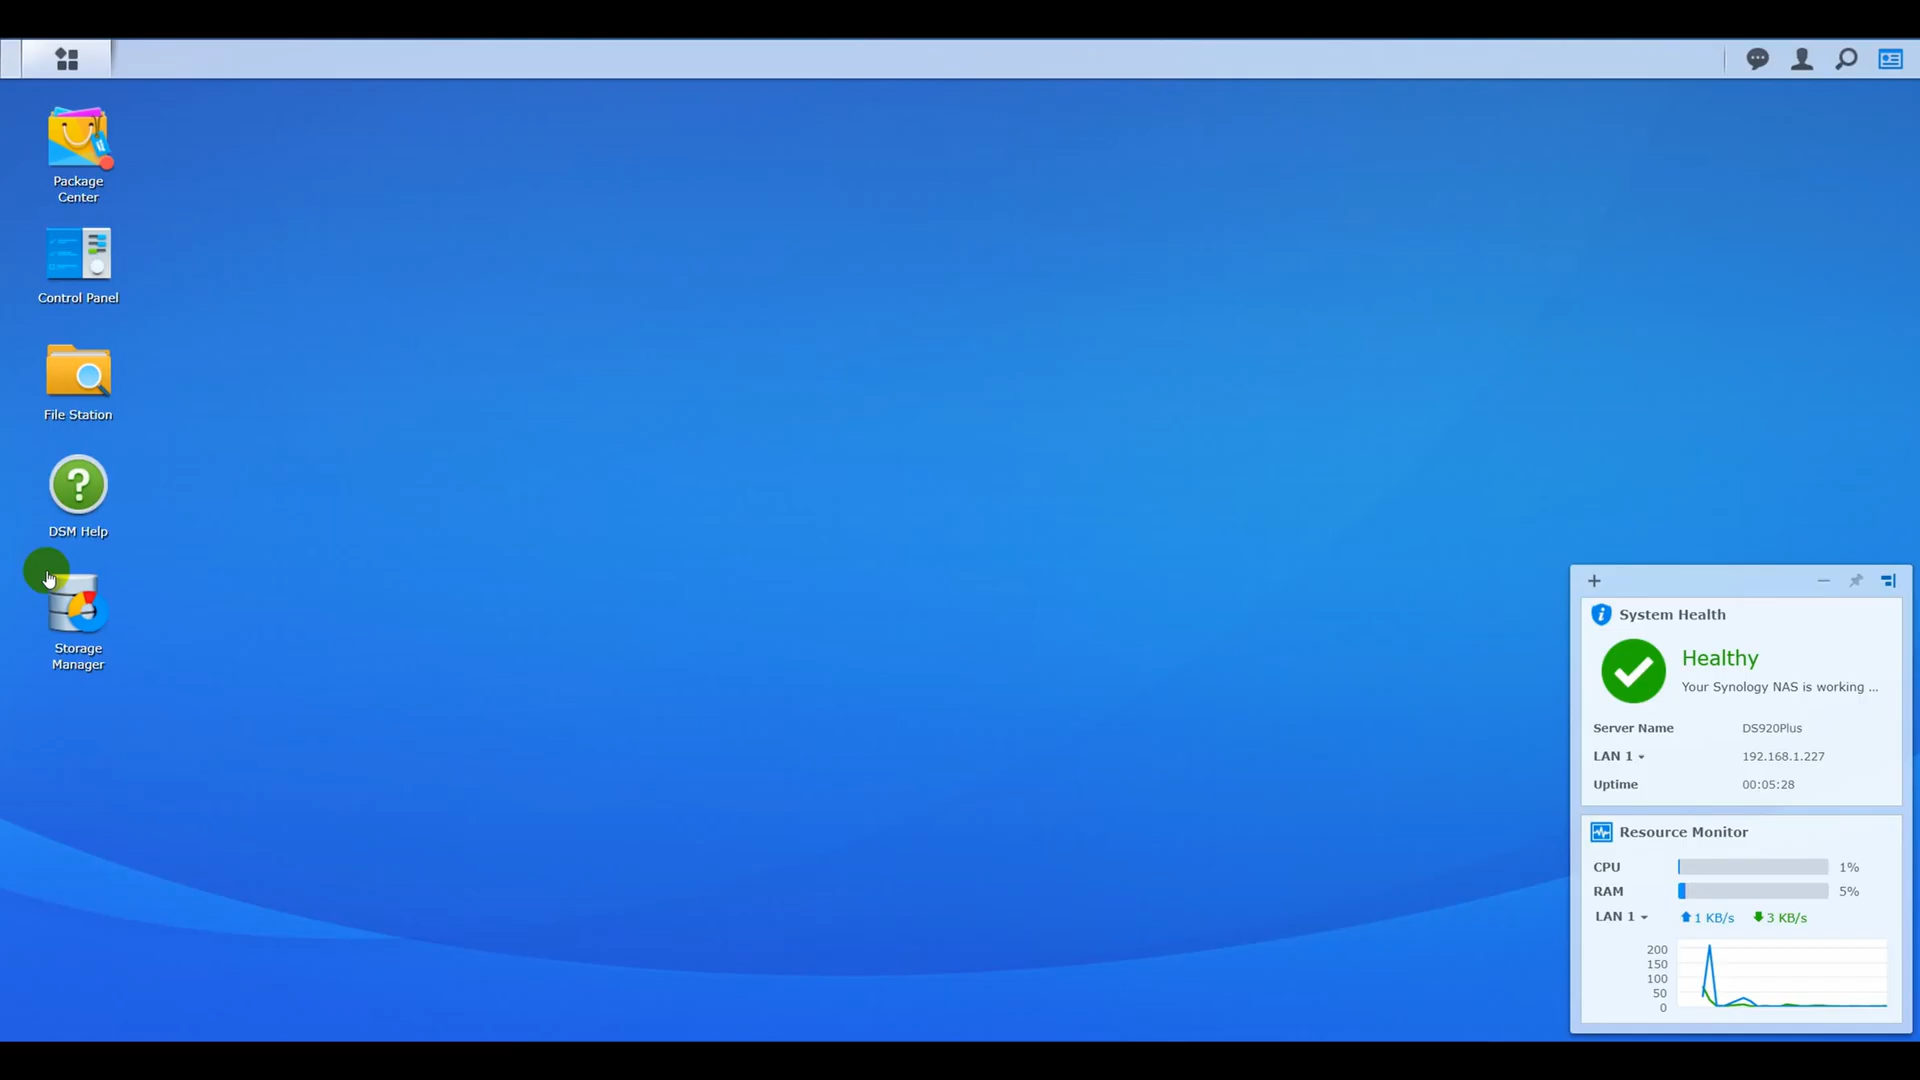 Package
Center
Control Panel
File Station
DSM Help
Storage
Manager
System Health
Healthy
Your Synology NAS is working ...
Server Name DS920Plus
LAN 1 192.168.1.227
Uptime 00:05:28
Resource Monitor
CPU 1%
RAM 5%
LAN 1 1 KB/s 3 KB/s
200
150
100
50
0